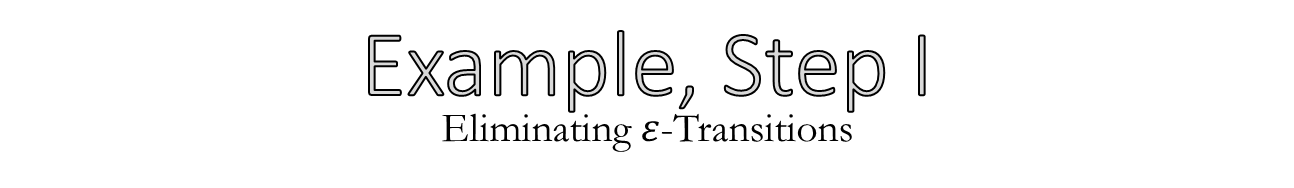 Example, Step I
Eliminating ε-Transitions